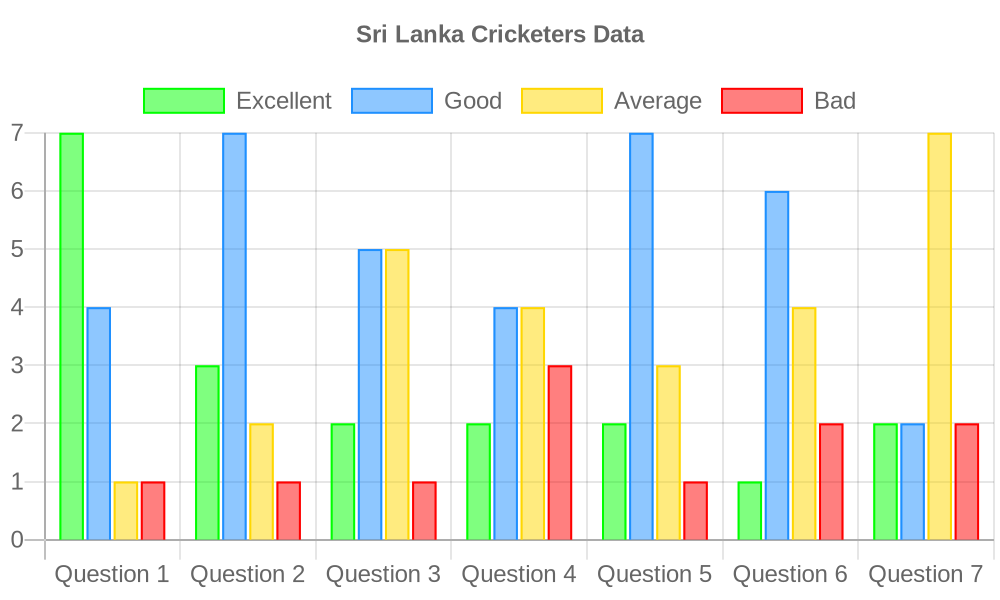 Sri Lanka Cricketers Data
Excellent Good Average Bad
7
6
5
4
3
2
1
0
Question 1 Question 2 Question 3 Question 4 Question 5 Question 6 Question 7